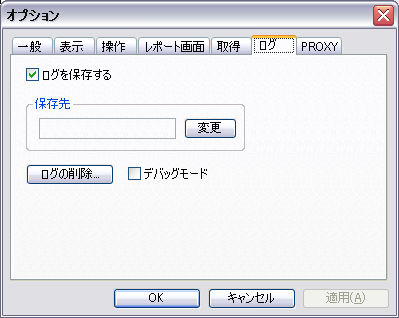 オプション
一般 表示 操作 レポート画面 取得 ログ PROXY
ログを保存する
保存先
変更
ログの削除... デバッグモード
OK キャンセル 適用(A)